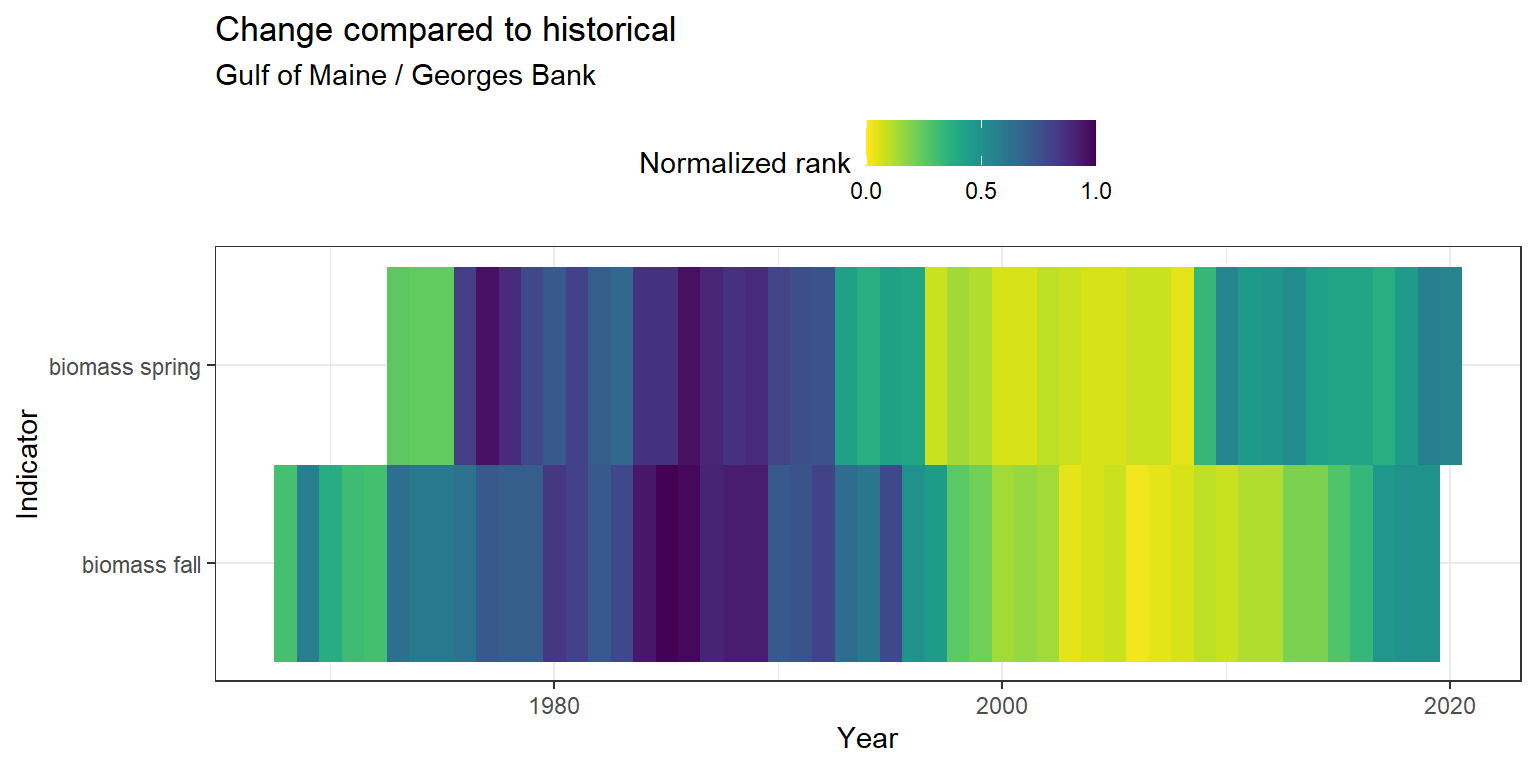 Change compared to historical
Gulf of Maine / Georges Bank
Normalized rank
0.0 0.5 1.0
Indicator
biomass spring
biomass fall
1980 2000 2020
Year